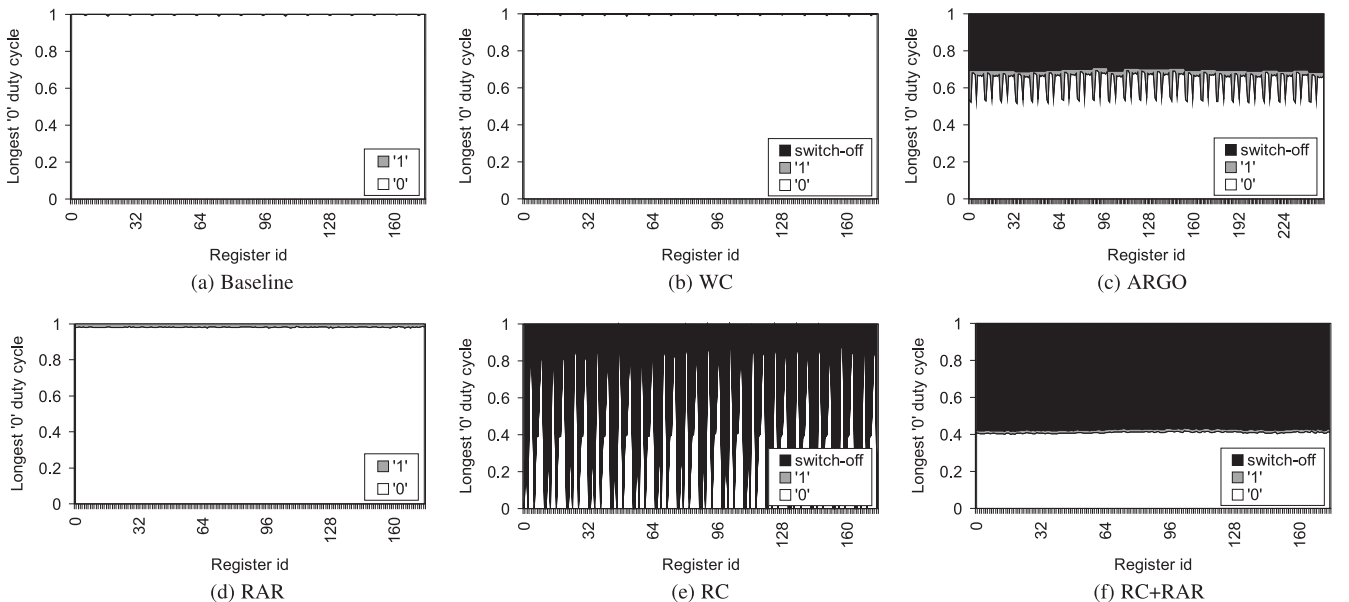 Longest '0' duty cycle
1
0.8
0.6
0.4
0.2
0
'1'
'0'
0 32 64 96 128 160
Register id
(a) Baseline
Longest '0' duty cycle
1
0.8
0.6
0.4
0.2
0
switch-off
'1'
'0'
0 32 64 96 128 160
Register id
(b) WC
Longest '0' duty cycle
1
0.8
0.6
0.4
0.2
0
switch-off
'1'
'0'
0 32 64 96 128 160 192 224
Register id
(c) ARGO
Longest '0' duty cycle
1
0.8
0.6
0.4
0.2
0
'1'
'0'
0 32 64 96 128 160
Register id
(d) RAR
Longest '0' duty cycle
1
0.8
0.6
0.4
0.2
0
switch-off
'1'
'0'
0 32 64 96 128 160
Register id
(e) RC
Longest '0' duty cycle
1
0.8
0.6
0.4
0.2
0
switch-off
'1'
'0'
0 32 64 96 128 160
Register id
(f) RC+RAR